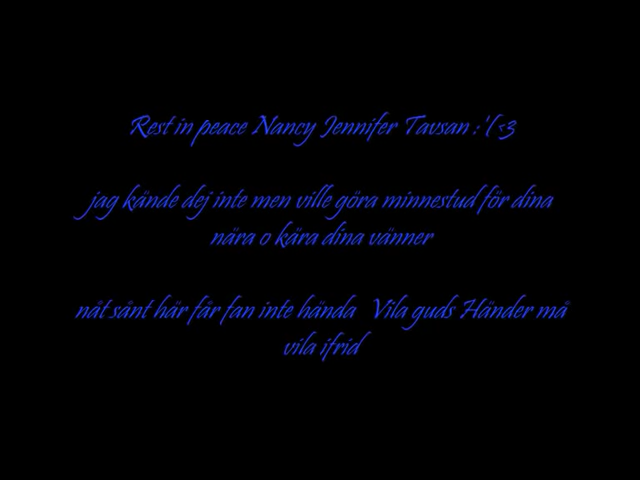 Rest in peace Nancy Jennifer Tavsan :'( <3
jag kände dej inte men ville göra minnestud för dina
nära o kära dina vänner
nåt sånt här får fan inte hända Vila guds Händer må
vila ifrid